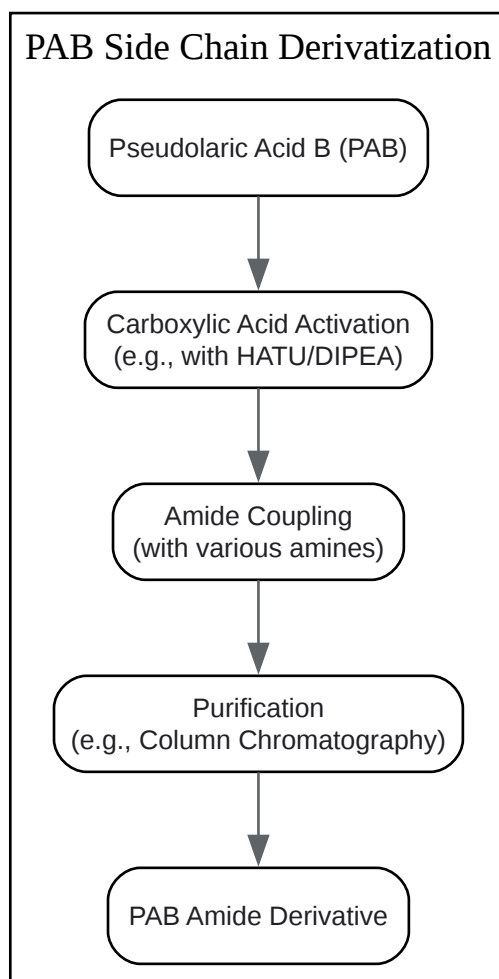 PAB Side Chain Derivatization
Pseudolaric Acid B (PAB)
Carboxylic Acid Activation
(e.g., with HATU/DIPEA)
Amide Coupling
(with various amines)
Purification
(e.g., Column Chromatography)
PAB Amide Derivative